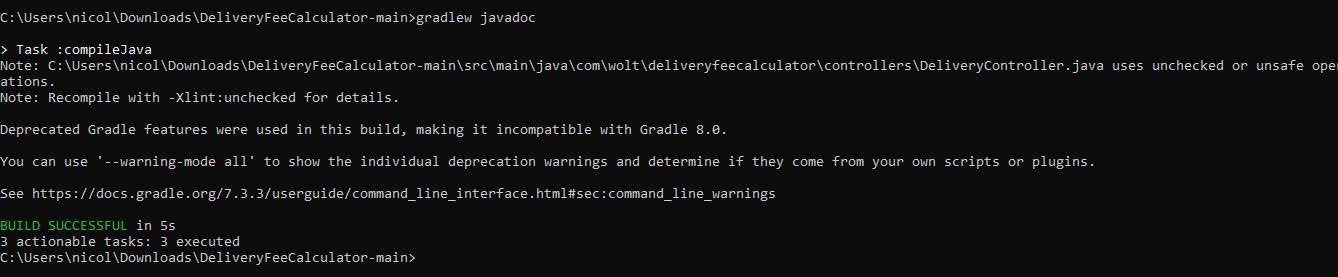 C:\Users\nicol\Downloads\DeliveryFeeCalculator-main>gradlew javadoc
> Task :compileJava
Note: C:\Users\nicol\Downloads\DeliveryFeeCalculator-main\src\main\java\com\wolt\deliveryfeecalculator\controllers\DeliveryController.java uses unchecked or unsafe oper
ations.
Note: Recompile with -Xlint:unchecked for details.
Deprecated Gradle features were used in this build, making it incompatible with Gradle 8.0.
You can use '--warning-mode all' to show the individual deprecation warnings and determine if they come from your own scripts or plugins.
See https://docs.gradle.org/7.3.3/userguide/command_line_interface.html#sec:command_line_warnings
BUILD SUCCESSFUL in 5s
3 actionable tasks: 3 executed
C:\Users\nicol\Downloads\DeliveryFeeCalculator-main>